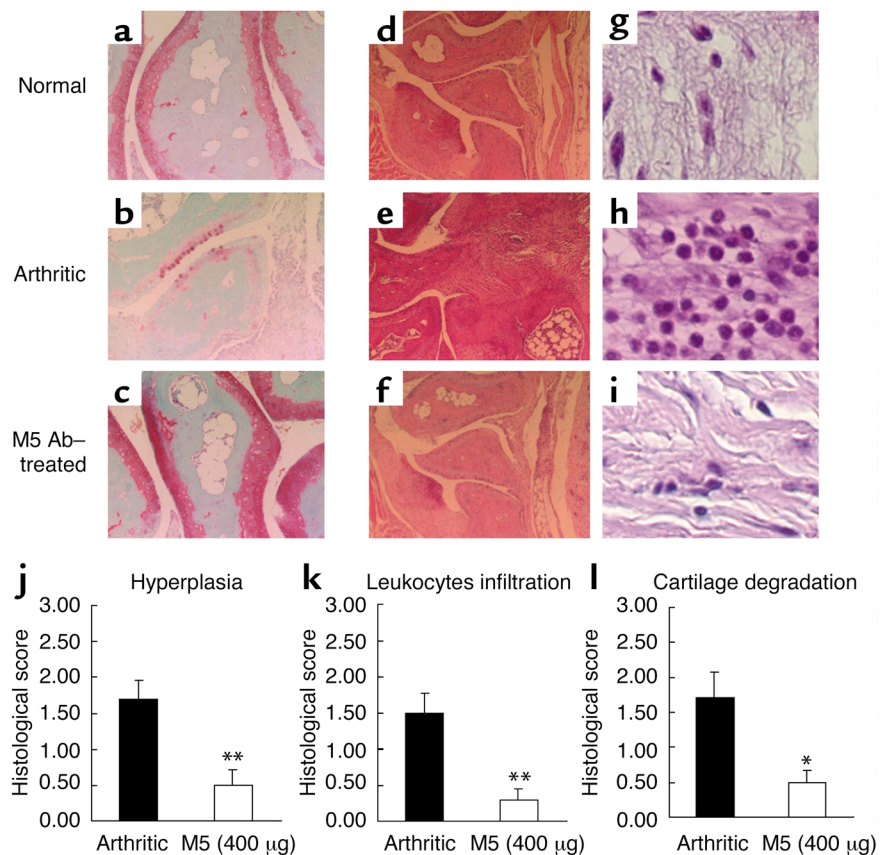 a
d
g
Normal
b
e
h
Arthritic
c
f
i
M5 Ab–
treated
j
Hyperplasia
k
Leukocytes infiltration
l
Cartilage degradation
Histological score
3.00
2.50
2.00
1.50
1.00
0.50
0.00
**
Arthritic M5 (400 μg)
Histological score
3.00
2.50
2.00
1.50
1.00
0.50
0.00
**
Arthritic M5 (400 μg)
Histological score
3.00
2.50
2.00
1.50
1.00
0.50
0.00
*
Arthritic M5 (400 μg)